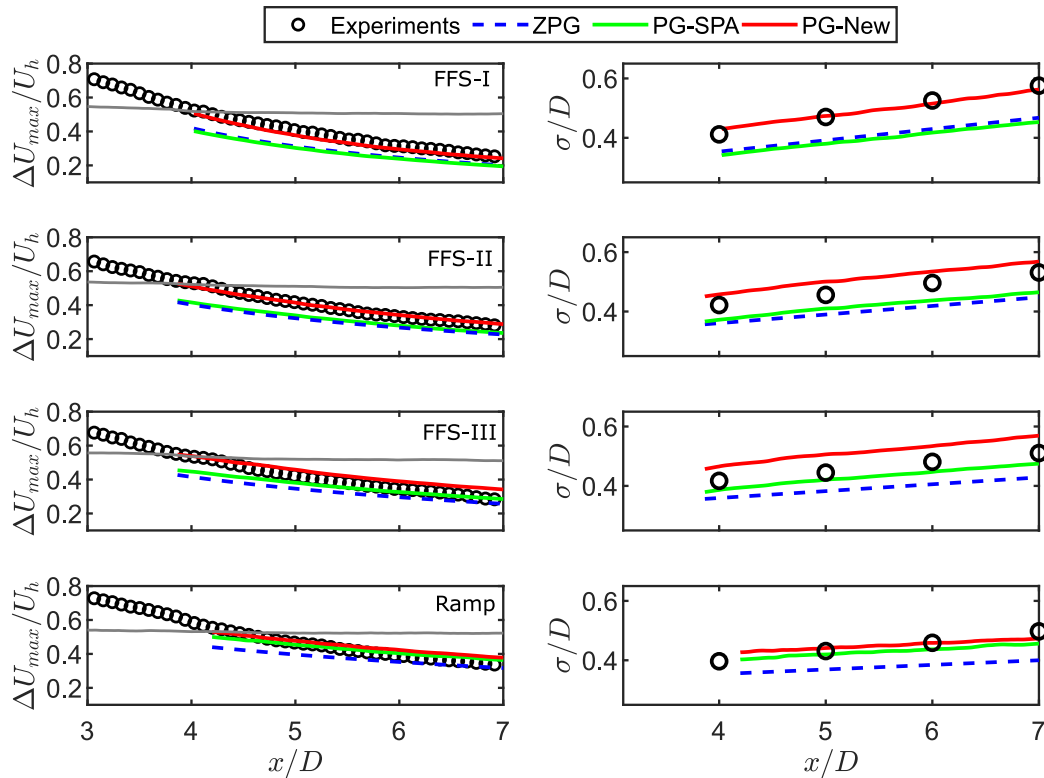 Experiments ZPG PG-SPA PG-New
ΔU_max/U_h
0.8
0.6
0.4
0.2
FFS-I
σ/D
0.6
0.4
ΔU_max/U_h
0.8
0.6
0.4
0.2
FFS-II
σ/D
0.6
0.4
ΔU_max/U_h
0.8
0.6
0.4
0.2
FFS-III
σ/D
0.6
0.4
ΔU_max/U_h
0.8
0.6
0.4
0.2
Ramp
3 4 5 6 7
x/D
σ/D
0.6
0.4
4 5 6 7
x/D